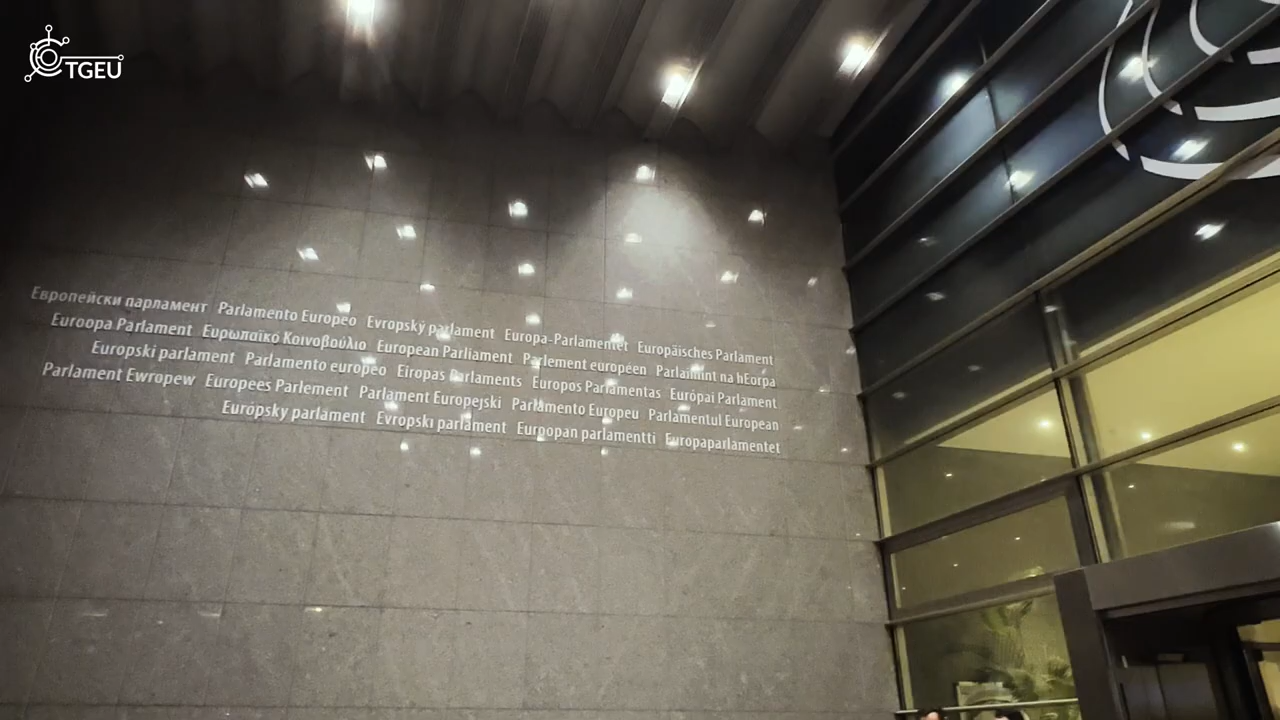 TGEU
Европейски парламент Parlamento Europeo Evropský parlament Europa-Parlamentet Europäisches Parlament
Euroopa Parlament Ευρωπαϊκό Κοινοβούλιο European Parliament Parlement européen Parlaimint na hEorpa
Europski parlament Parlamento europeo Eiropas Parlaments Europos Parlamentas Európai Parlament
Parlament Ewropew Europees Parlement Parlament Europejski Parlamento Europeu Parlamentul European
Európsky parlament Evropski parlament Euroopan parlamentti Europaparlamentet